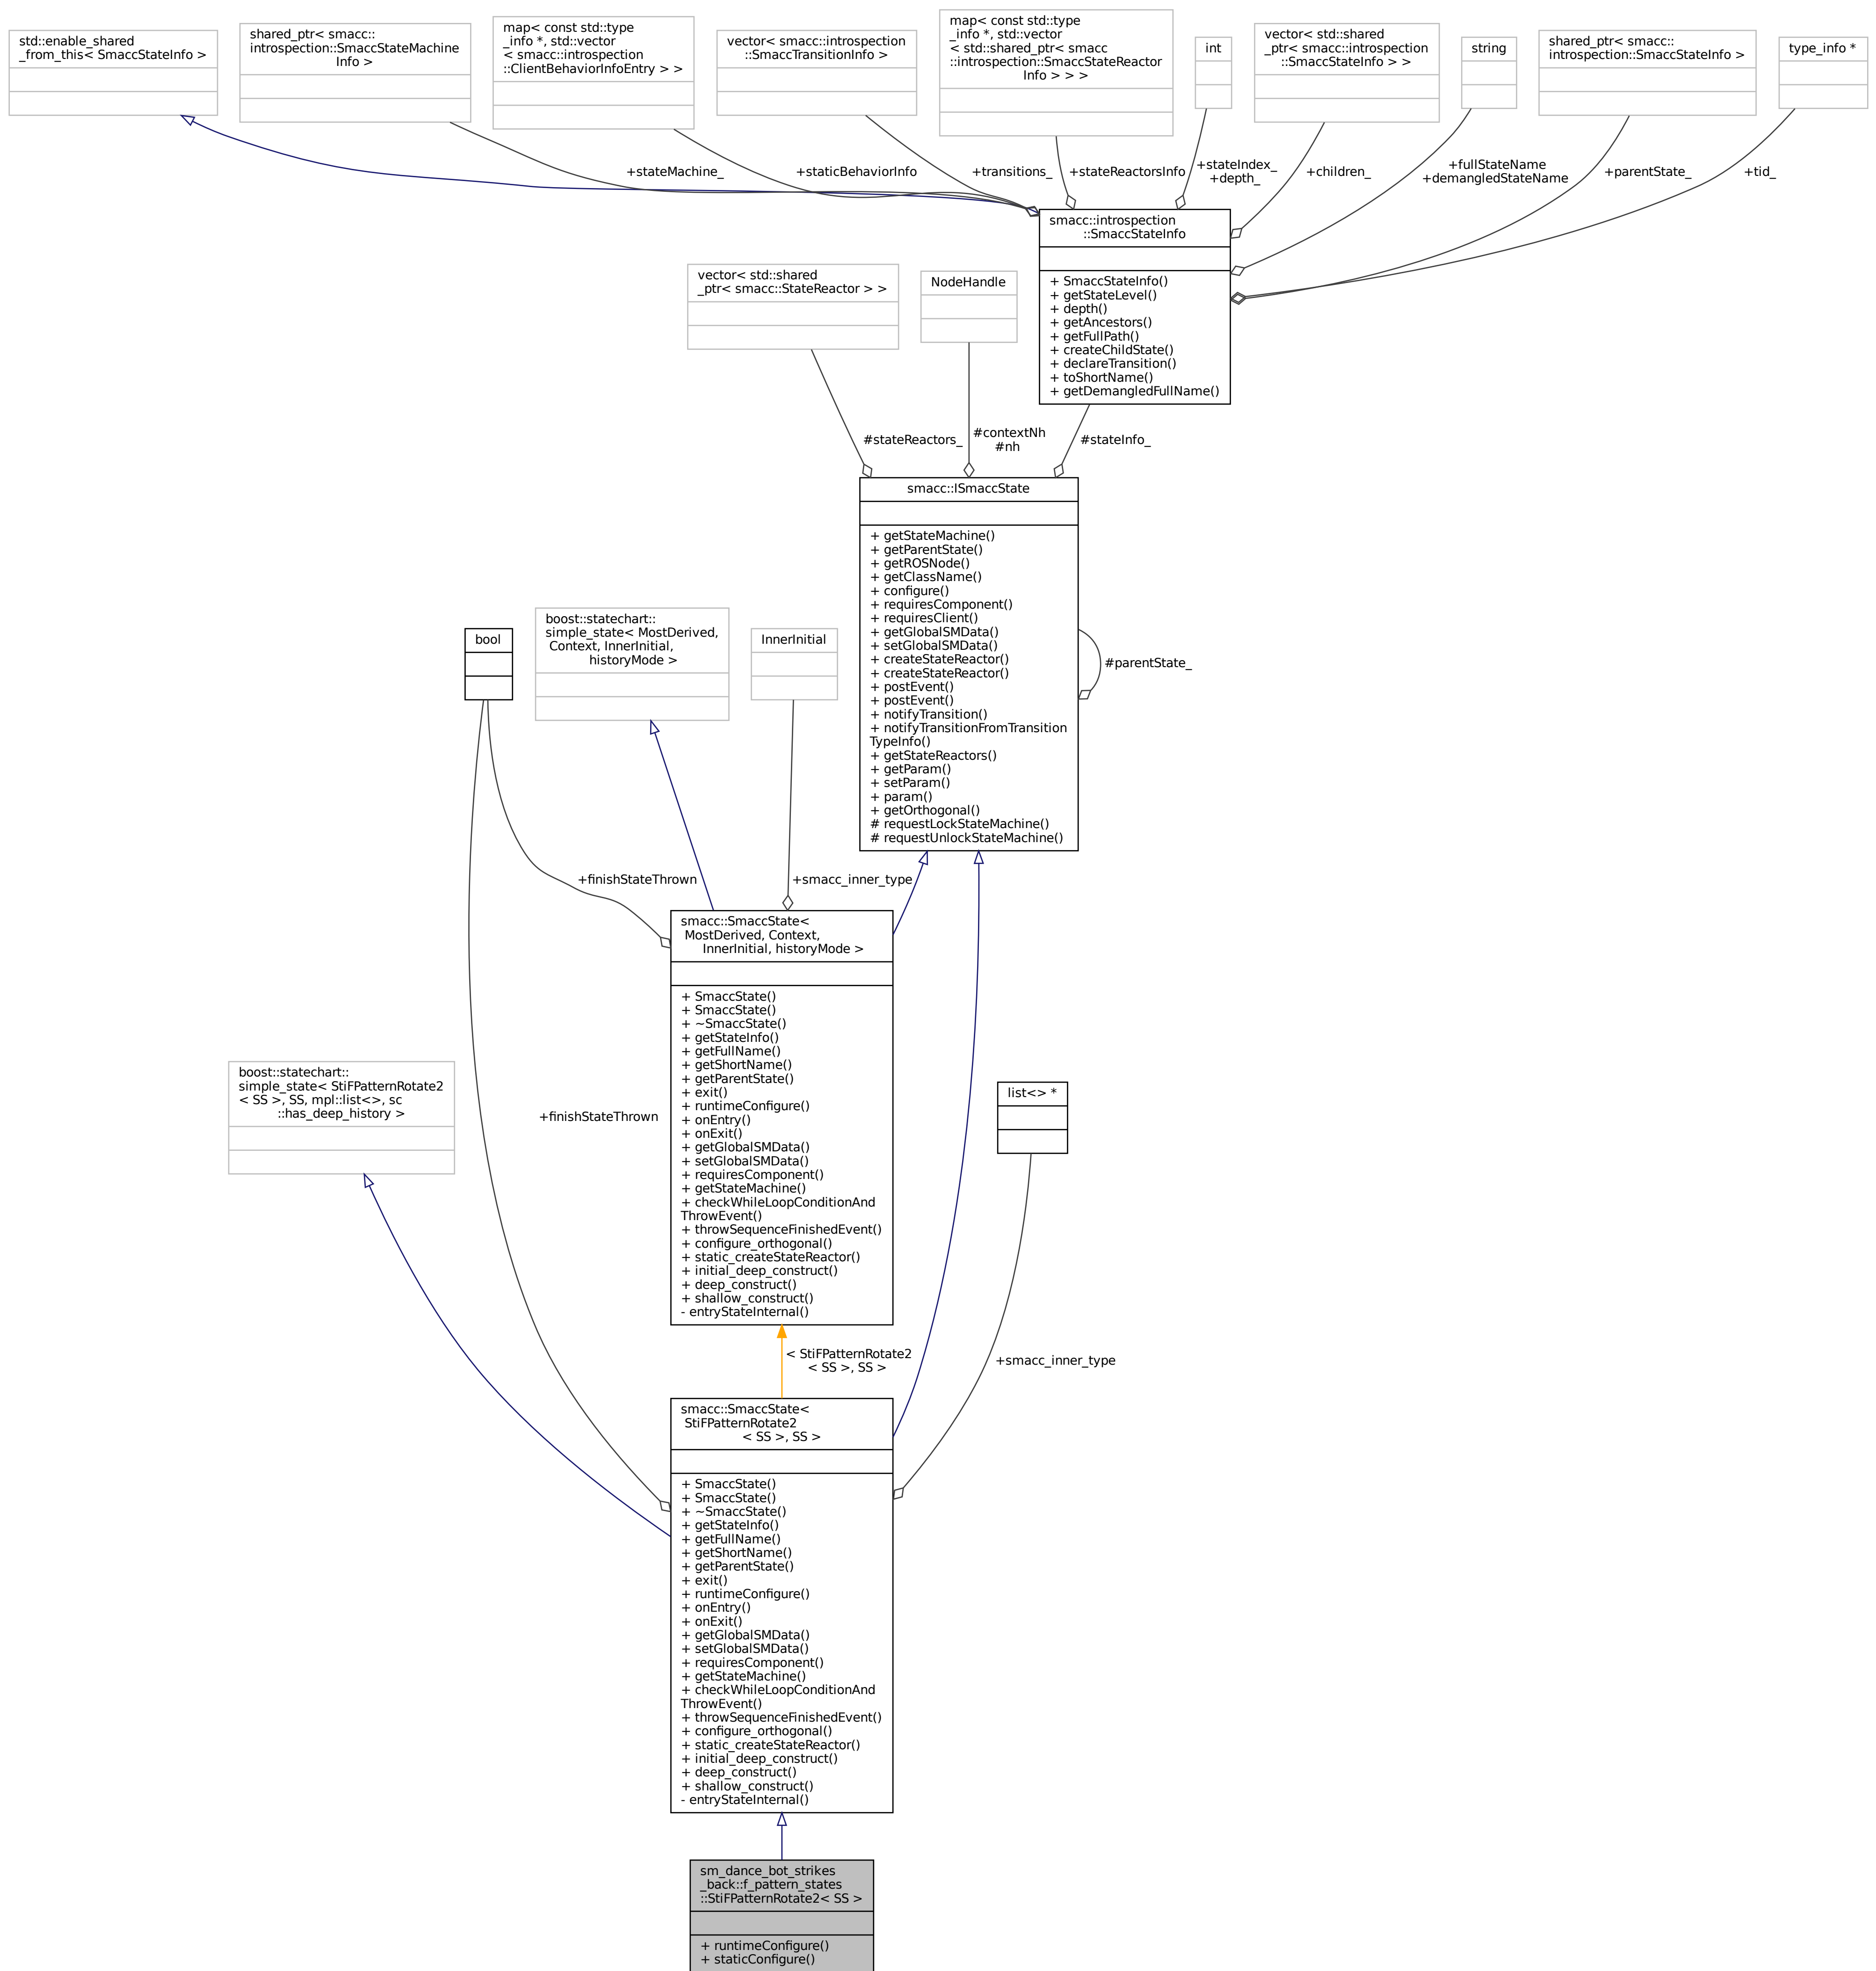 std::enable_shared
_from_this< SmaccStateInfo >
shared_ptr< smacc::
introspection::SmaccStateMachine
Info >
map< const std::type
_info *, std::vector
< smacc::introspection
::ClientBehaviorInfoEntry > >
vector< smacc::introspection
::SmaccTransitionInfo >
map< const std::type
_info *, std::vector
< std::shared_ptr< smacc
::introspection::SmaccStateReactor
Info > > >
int
vector< std::shared
_ptr< smacc::introspection
::SmaccStateInfo > >
string
shared_ptr< smacc::
introspection::SmaccStateInfo >
type_info *
+stateMachine_
+staticBehaviorInfo
+transitions_
+stateReactorsInfo
+stateIndex_
+depth_
+children_
+fullStateName
+demangledStateName
+parentState_
+tid_
smacc::introspection
::SmaccStateInfo
+ SmaccStateInfo()
+ getStateLevel()
+ depth()
+ getAncestors()
+ getFullPath()
+ createChildState()
+ declareTransition()
+ toShortName()
+ getDemangledFullName()
vector< std::shared
_ptr< smacc::StateReactor > >
NodeHandle
#stateReactors_
#contextNh
#nh
#stateInfo_
smacc::ISmaccState
+ getStateMachine()
+ getParentState()
+ getROSNode()
+ getClassName()
+ configure()
+ requiresComponent()
+ requiresClient()
+ getGlobalSMData()
+ setGlobalSMData()
+ createStateReactor()
+ createStateReactor()
+ postEvent()
+ postEvent()
+ notifyTransition()
+ notifyTransitionFromTransition
TypeInfo()
+ getStateReactors()
+ getParam()
+ setParam()
+ param()
+ getOrthogonal()
# requestLockStateMachine()
# requestUnlockStateMachine()
#parentState_
bool
boost::statechart::
simple_state< MostDerived,
Context, InnerInitial,
historyMode >
InnerInitial
+finishStateThrown
+smacc_inner_type
smacc::SmaccState<
MostDerived, Context,
InnerInitial, historyMode >
+ SmaccState()
+ SmaccState()
+ ~SmaccState()
+ getStateInfo()
+ getFullName()
+ getShortName()
+ getParentState()
+ exit()
+ runtimeConfigure()
+ onEntry()
+ onExit()
+ getGlobalSMData()
+ setGlobalSMData()
+ requiresComponent()
+ getStateMachine()
+ checkWhileLoopConditionAnd
ThrowEvent()
+ throwSequenceFinishedEvent()
+ configure_orthogonal()
+ static_createStateReactor()
+ initial_deep_construct()
+ deep_construct()
+ shallow_construct()
- entryStateInternal()
boost::statechart::
simple_state< StiFPatternRotate2
< SS >, SS, mpl::list<>, sc
::has_deep_history >
+finishStateThrown
list<> *
< StiFPatternRotate2
< SS >, SS >
+smacc_inner_type
smacc::SmaccState<
StiFPatternRotate2
< SS >, SS >
+ SmaccState()
+ SmaccState()
+ ~SmaccState()
+ getStateInfo()
+ getFullName()
+ getShortName()
+ getParentState()
+ exit()
+ runtimeConfigure()
+ onEntry()
+ onExit()
+ getGlobalSMData()
+ setGlobalSMData()
+ requiresComponent()
+ getStateMachine()
+ checkWhileLoopConditionAnd
ThrowEvent()
+ throwSequenceFinishedEvent()
+ configure_orthogonal()
+ static_createStateReactor()
+ initial_deep_construct()
+ deep_construct()
+ shallow_construct()
- entryStateInternal()
sm_dance_bot_strikes
_back::f_pattern_states
::StiFPatternRotate2< SS >
+ runtimeConfigure()
+ staticConfigure()